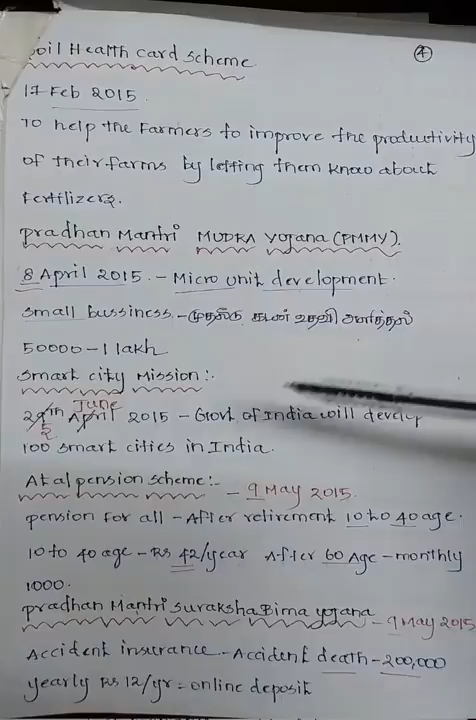 ④
Soil Health Card Scheme
17 Feb 2015.
To help the Farmers to improve the productivity
of their farms by letting them know about
fertilizers.
pradhan Mantri MUDRA Yojana (PMMY).
8 April 2015. - Micro unit development.
Small bussiness - கடன் உதவி அளித்தல்
50000 - 1 lakh
Smart city Mission:-
25th June 2015 - Govt of India will develop
100 smart cities in India.
Atal pension scheme:- - 9 May 2015.
pension for all - After retirement 10 to 40 age.
10 to 40 age - Rs 42/year After 60 Age - monthly
1000.
pradhan Mantri Suraksha Bima yojana - 9 May 2015
Accident insurance - Accident death - 200,000
yearly Rs 12/yr = online deposit